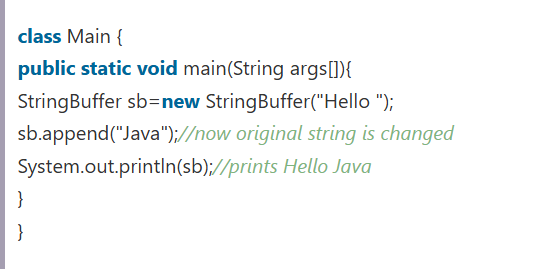 class Main {
public static void main(String args[]){
StringBuffer sb=new StringBuffer("Hello ");
sb.append("Java");//now original string is changed
System.out.println(sb);//prints Hello Java
}
}